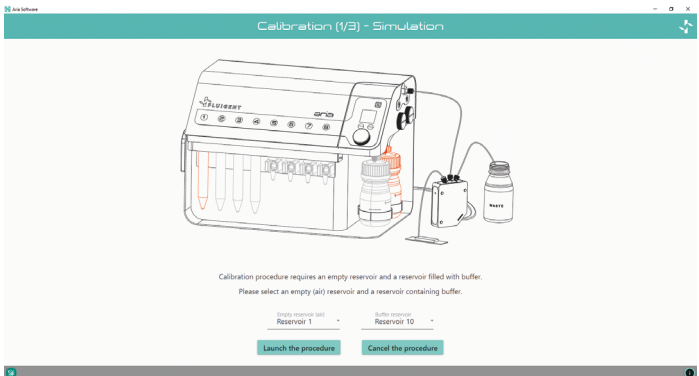 Aria Software
Calibration (1/3) - Simulation
FLUIGENT
aria
1 2 3 4 5 6 7 8
WASTE
Calibration procedure requires an empty reservoir and a reservoir filled with buffer.
Please select an empty (air) reservoir and a reservoir containing buffer.
Empty reservoir (air)
Reservoir 1
Buffer reservoir
Reservoir 10
Launch the procedure
Cancel the procedure